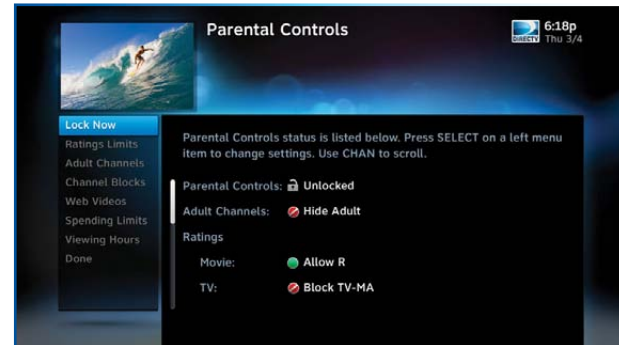 Parental Controls
DIRECTV
6:18p
Thu 3/4
Lock Now
Ratings Limits
Adult Channels
Channel Blocks
Web Videos
Spending Limits
Viewing Hours
Done
Parental Controls status is listed below. Press SELECT on a left menu
item to change settings. Use CHAN to scroll.
Parental Controls: Unlocked
Adult Channels: Hide Adult
Ratings
Movie: Allow R
TV: Block TV-MA